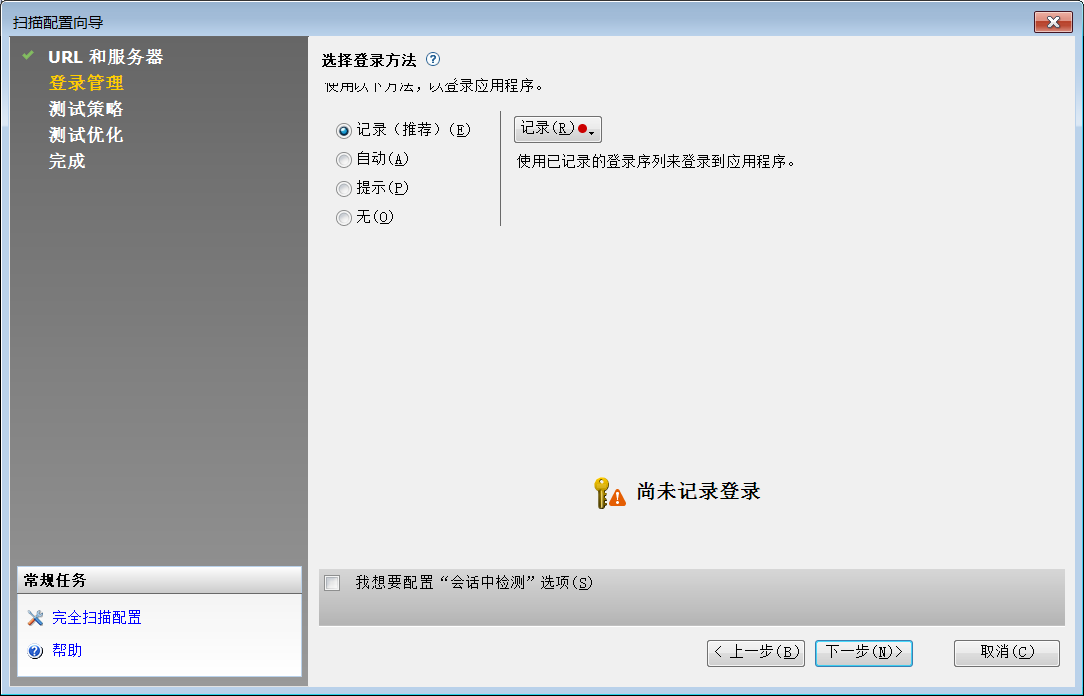 扫描配置向导
URL 和服务器
登录管理
测试策略
测试优化
完成
选择登录方法
使用以下方法，以登录应用程序。
记录（推荐）(E)
自动(A)
提示(P)
无(O)
记录(R)
使用已记录的登录序列来登录到应用程序。
尚未记录登录
常规任务
完全扫描配置
帮助
我想要配置“会话中检测”选项(S)
< 上一步(B)
下一步(N)>
取消(C)